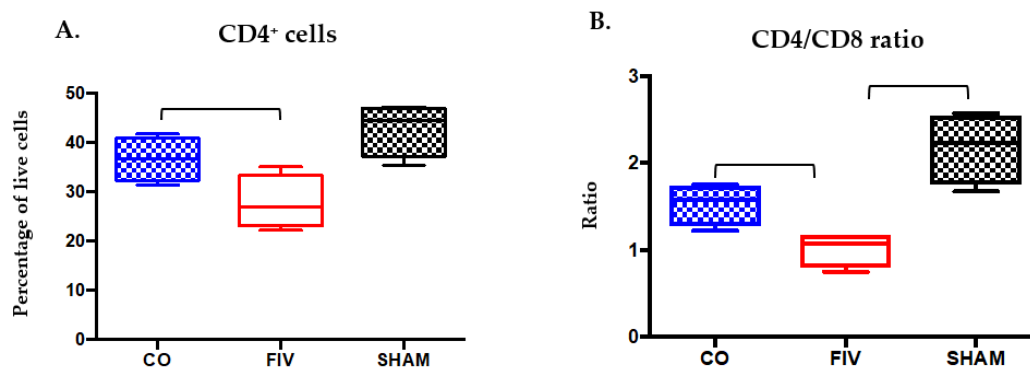 A.
CD4⁺ cells
Percentage of live cells
50
40
30
20
10
0
CO FIV SHAM
B.
CD4/CD8 ratio
Ratio
3
2
1
0
CO FIV SHAM